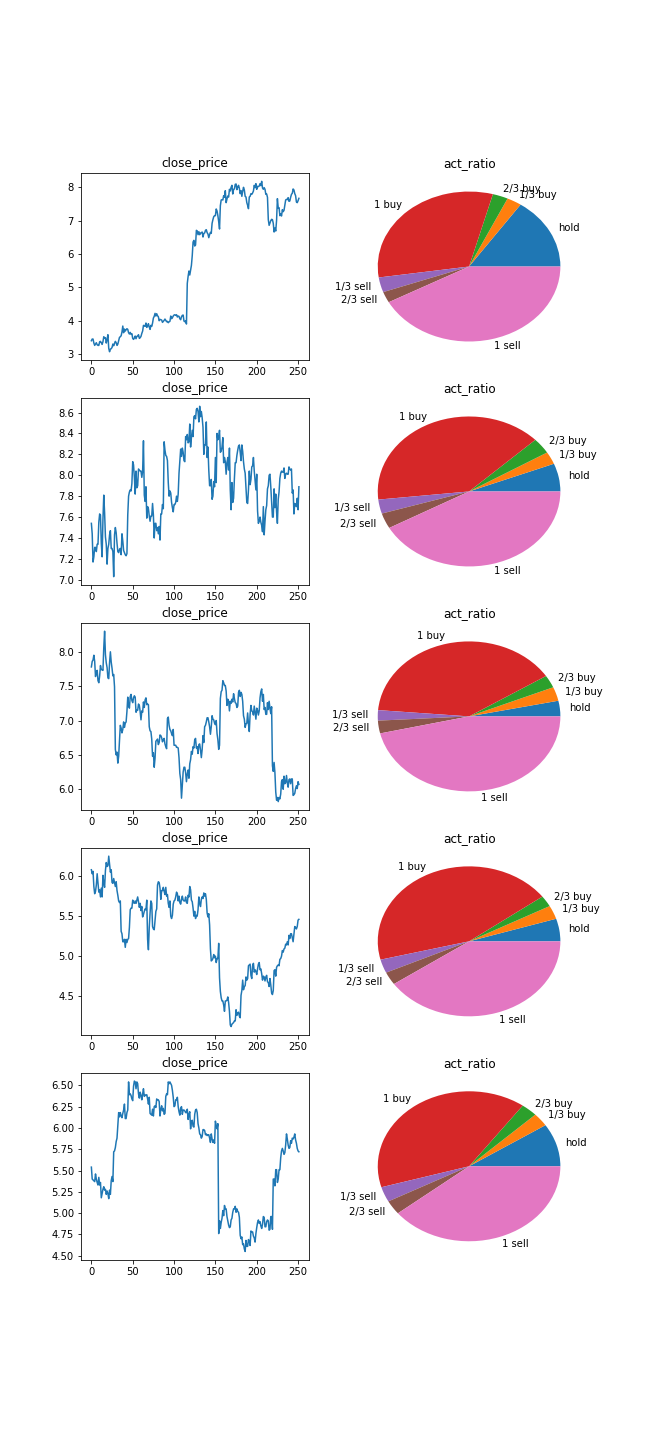 close_price
8
7
6
5
4
3
0 50 100 150 200 250
act_ratio
hold
1/3 buy
2/3 buy
1 buy
1/3 sell
2/3 sell
1 sell
close_price
8.6
8.4
8.2
8.0
7.8
7.6
7.4
7.2
7.0
0 50 100 150 200 250
act_ratio
hold
1/3 buy
2/3 buy
1 buy
1/3 sell
2/3 sell
1 sell
close_price
8.0
7.5
7.0
6.5
6.0
0 50 100 150 200 250
act_ratio
hold
1/3 buy
2/3 buy
1 buy
1/3 sell
2/3 sell
1 sell
close_price
6.0
5.5
5.0
4.5
0 50 100 150 200 250
act_ratio
hold
1/3 buy
2/3 buy
1 buy
1/3 sell
2/3 sell
1 sell
close_price
6.50
6.25
6.00
5.75
5.50
5.25
5.00
4.75
4.50
0 50 100 150 200 250
act_ratio
hold
1/3 buy
2/3 buy
1 buy
1/3 sell
2/3 sell
1 sell